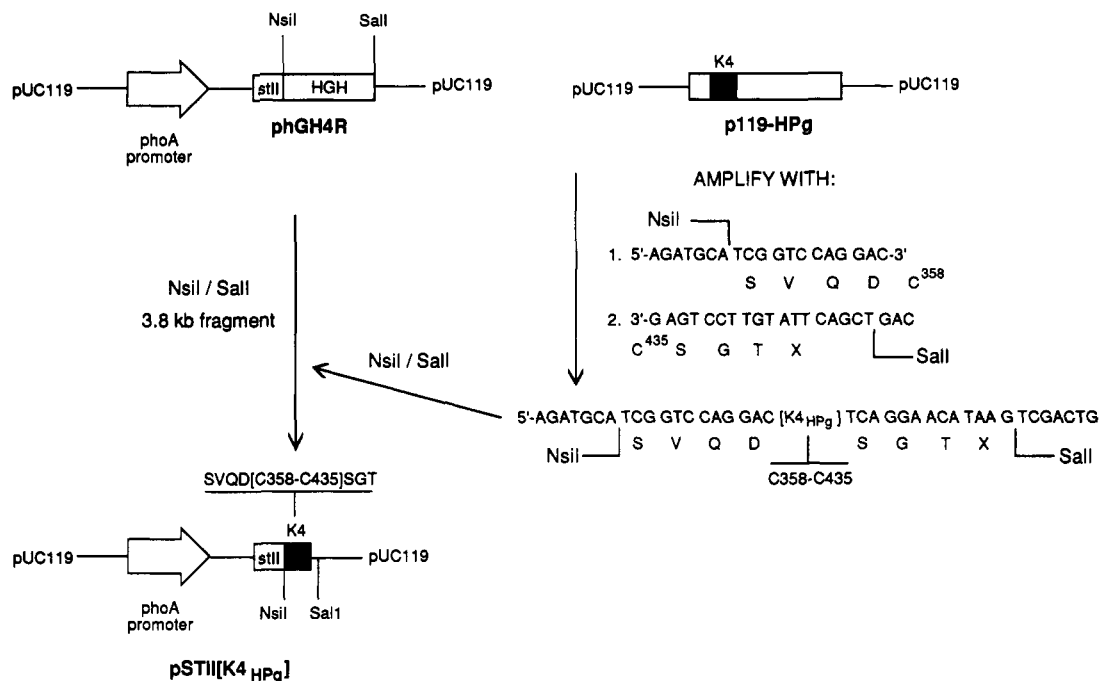 NsiI SalI
pUC119 stII HGH pUC119
phGH4R
phoA
promoter
K4
pUC119 pUC119
p119-HPg
AMPLIFY WITH:
NsiI
1. 5'-AGATGCA TCG GTC CAG GAC-3'
S V Q D C358
2. 3'-G AGT CCT TGT ATT CAGCT GAC
C435 S G T X
SalI
NsiI / SalI
3.8 kb fragment
NsiI / SalI
5'-AGATGCA TCG GTC CAG GAC [K4HPg] TCA GGA ACA TAA G TCGACTG
NsiI S V Q D S G T X SalI
C358-C435
SVQD[C358-C435]SGT
K4
pUC119 stII pUC119
phoA
promoter
NsiI Sal1
pSTII[K4 HPg]